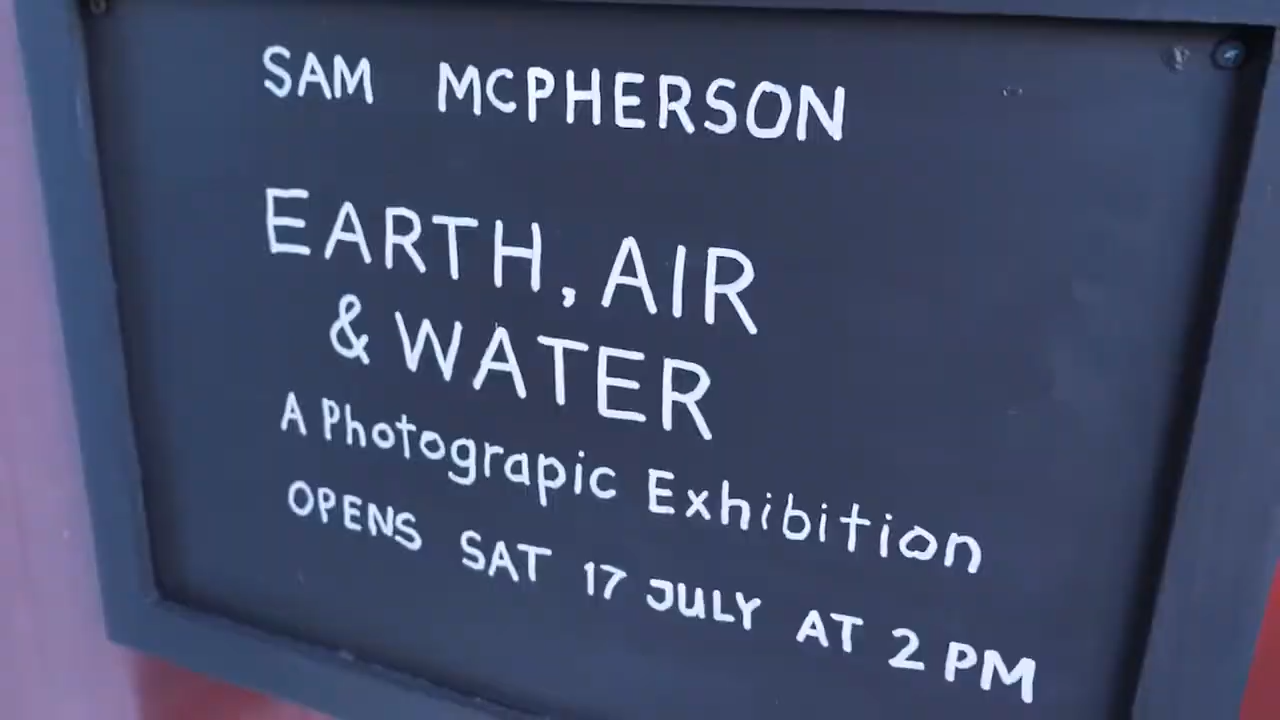 SAM MCPHERSON
EARTH, AIR
& WATER
A Photograpic Exhibition
OPENS SAT 17 JULY AT 2 PM